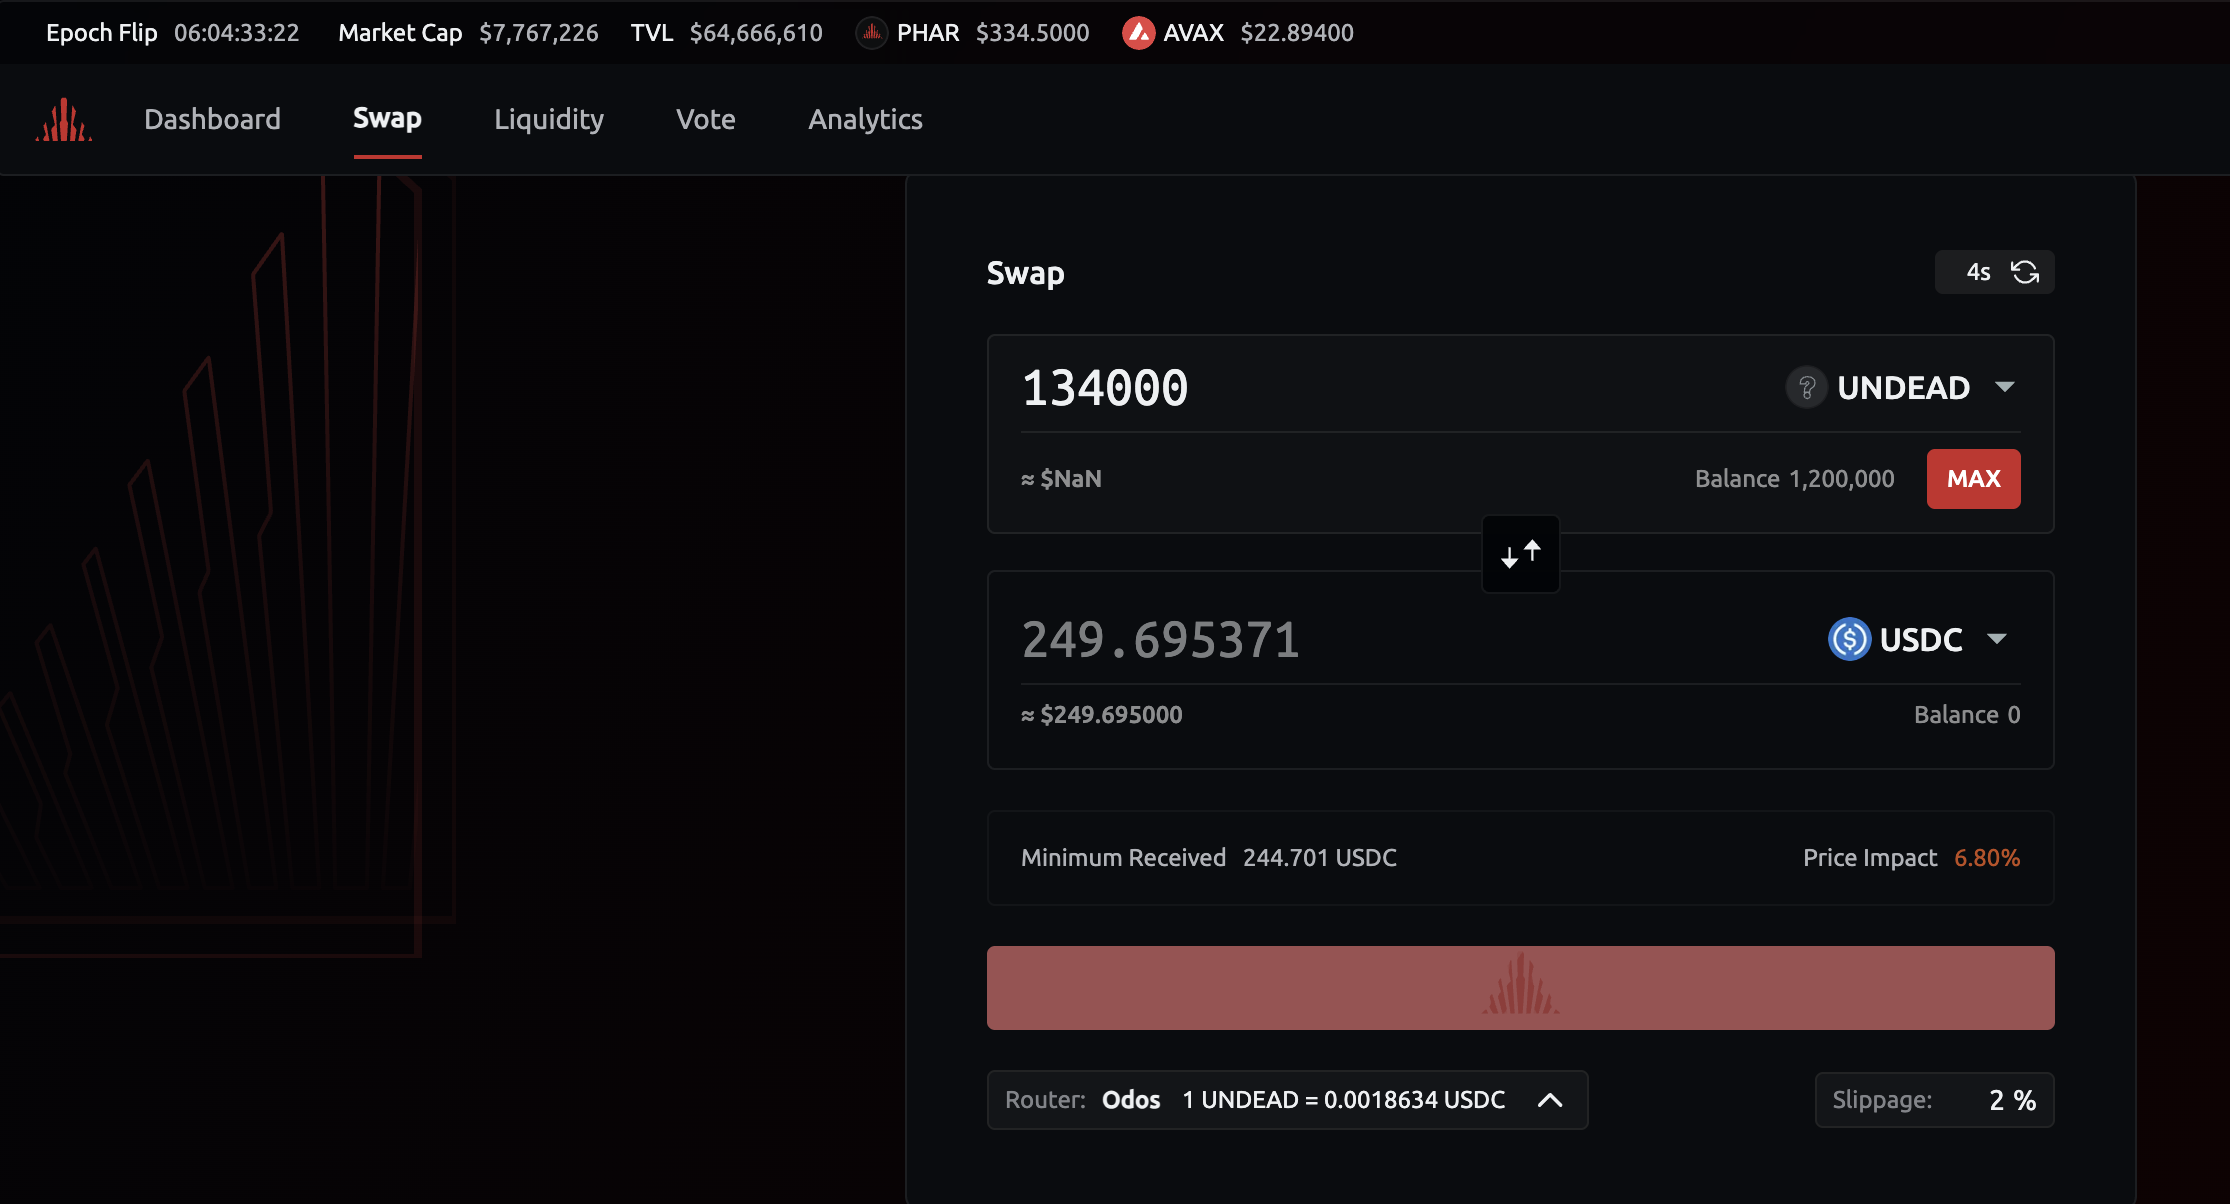 Epoch Flip 06:04:33:22 Market Cap $7,767,226 TVL $64,666,610 PHAR $334.5000 AVAX $22.89400
Dashboard Swap Liquidity Vote Analytics
Swap 4s
134000 ? UNDEAD
≈ $NaN Balance 1,200,000 MAX
249.695371 USDC
≈ $249.695000 Balance 0
Minimum Received 244.701 USDC Price Impact 6.80%
Router: Odos 1 UNDEAD = 0.0018634 USDC Slippage: 2 %